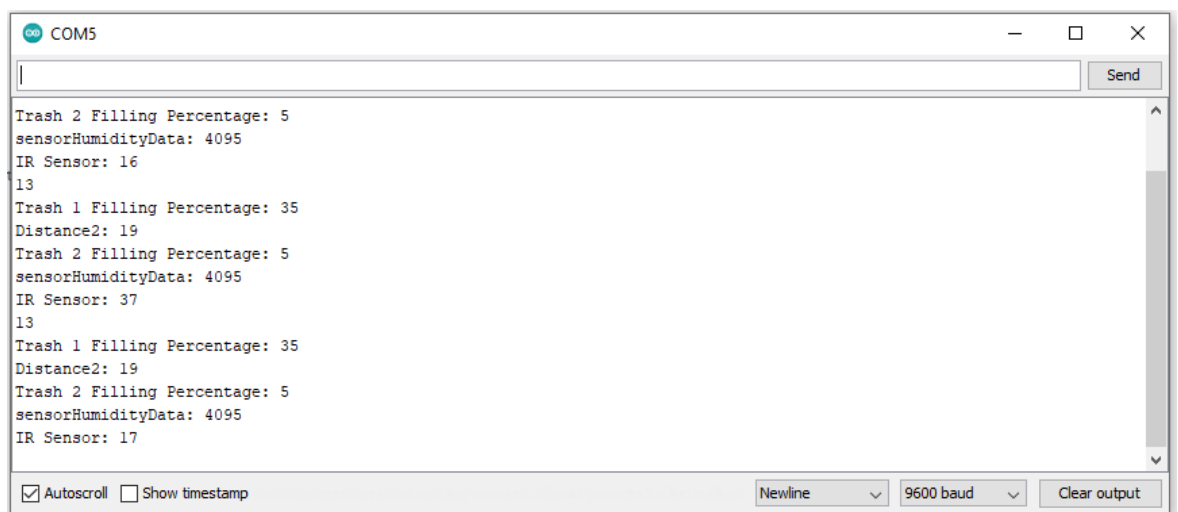 COM5
Send
Trash 2 Filling Percentage: 5
sensorHumidityData: 4095
IR Sensor: 16
13
Trash 1 Filling Percentage: 35
Distance2: 19
Trash 2 Filling Percentage: 5
sensorHumidityData: 4095
IR Sensor: 37
13
Trash 1 Filling Percentage: 35
Distance2: 19
Trash 2 Filling Percentage: 5
sensorHumidityData: 4095
IR Sensor: 17
Autoscroll Show timestamp Newline 9600 baud Clear output